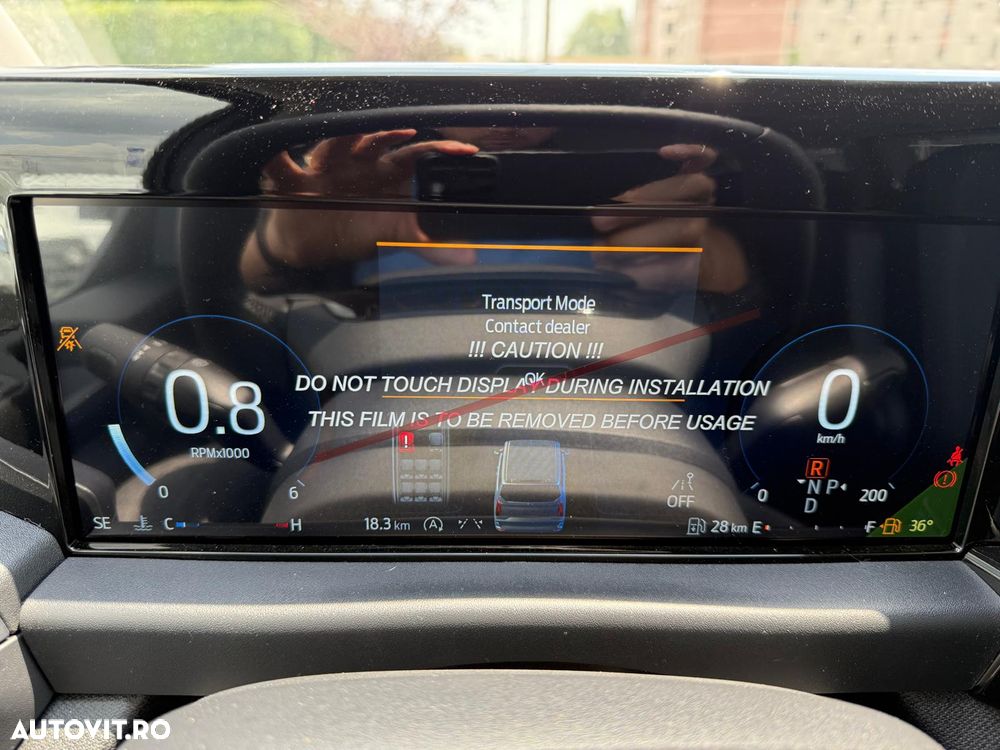 Transport Mode
Contact dealer
!!! CAUTION !!!
OK
DO NOT TOUCH DISPLAY DURING INSTALLATION
THIS FILM IS TO BE REMOVED BEFORE USAGE
0.8
RPMx1000
0 6
0
km/h
R
N P
D
0 200
OFF
SE C H 18.3 km A 28 km E F 36°
AUTOVIT.RO